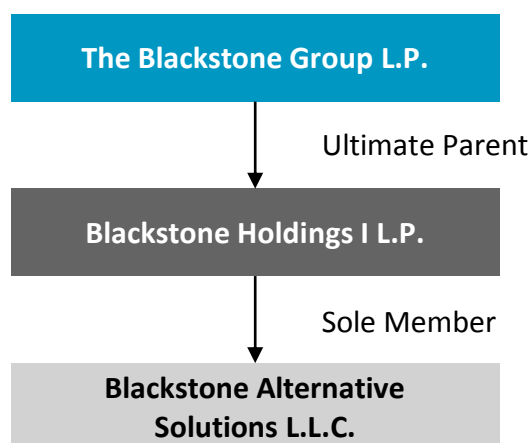 The Blackstone Group L.P.
Ultimate Parent
Blackstone Holdings I L.P.
Sole Member
Blackstone Alternative
Solutions L.L.C.